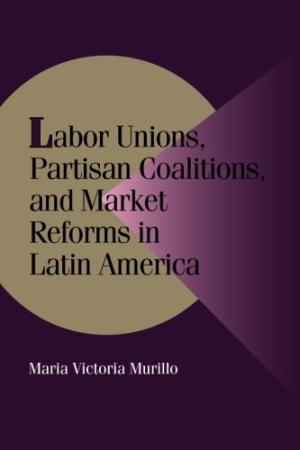 Labor Unions,
Partisan Coalitions,
and Market
Reforms in
Latin America
Maria Victoria Murillo